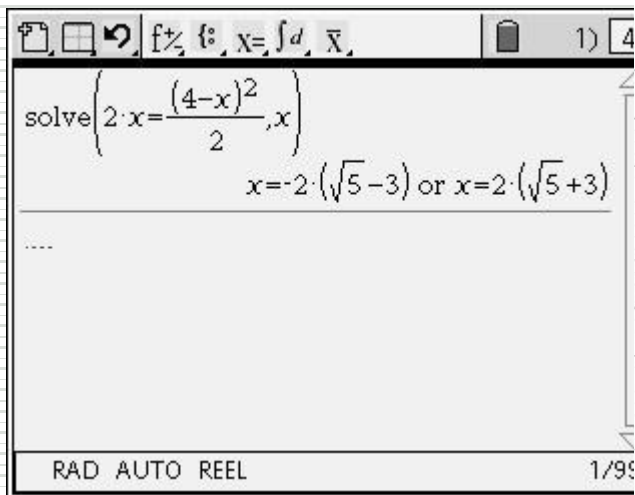 f± X= ∫d x̄ 1) 4
solve(2·x=(4−x)²/2,x)
x=-2·(√5−3) or x=2·(√5+3)
RAD AUTO REEL 1/99